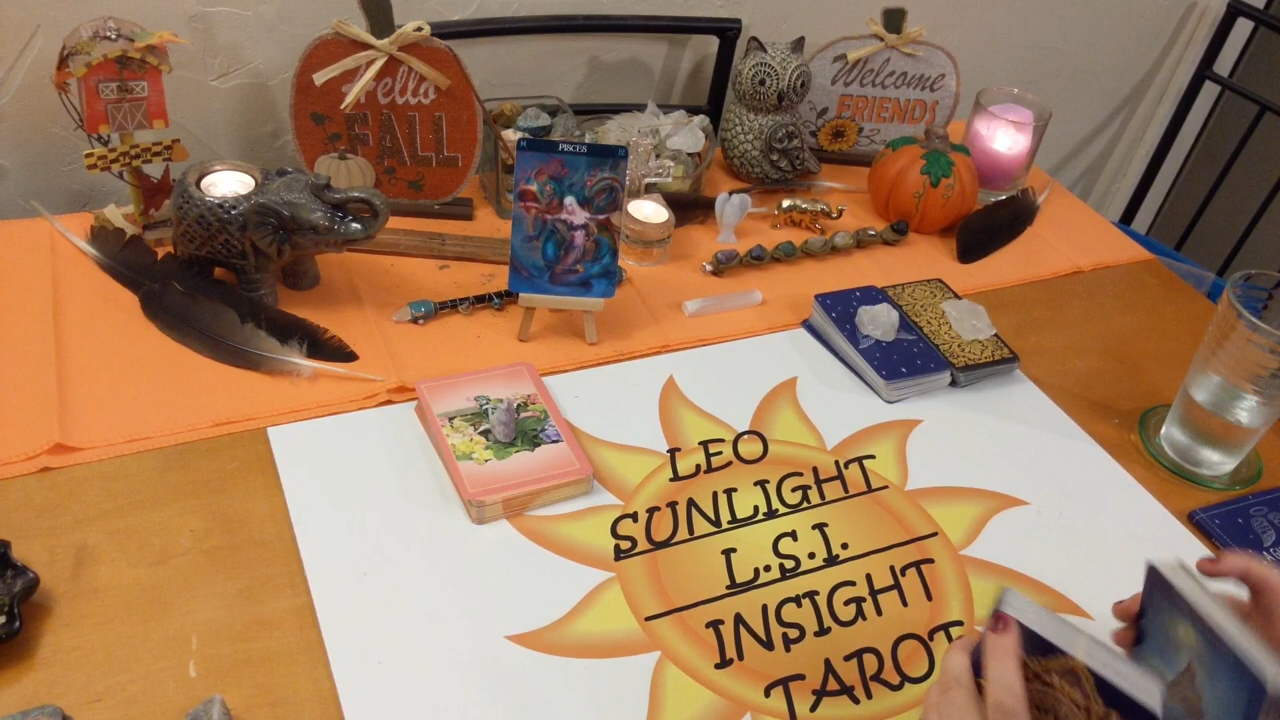 Hello
FALL
Welcome
FRIENDS
PISCES
LEO
SUNLIGHT
L.S.I.
INSIGHT
TAROT